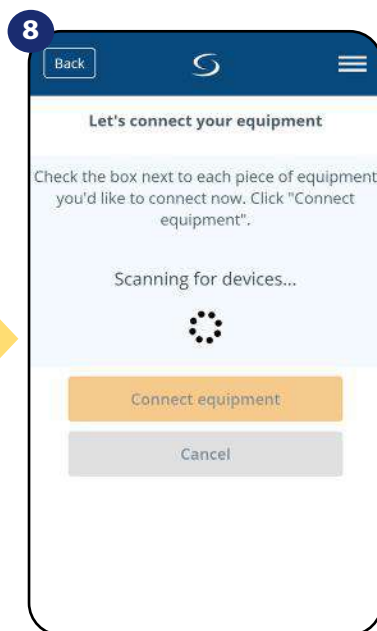 8
Back
Let's connect your equipment
Check the box next to each piece of equipment
you'd like to connect now. Click "Connect
equipment".
Scanning for devices...
Connect equipment
Cancel